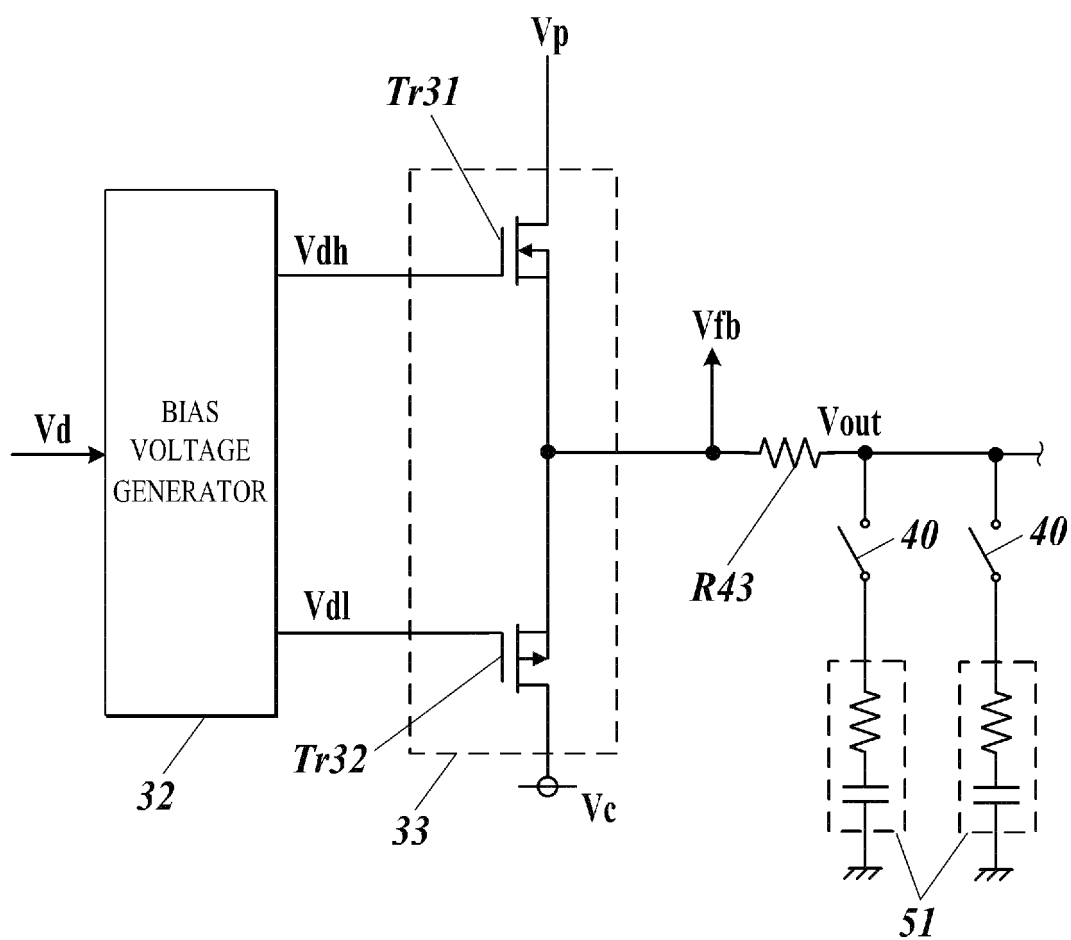 Vp
Tr31
Vdh
Vfb
BIAS
VOLTAGE
GENERATOR
Vd
Vout
40
40
R43
Vdl
Tr32
32
33
Vc
51